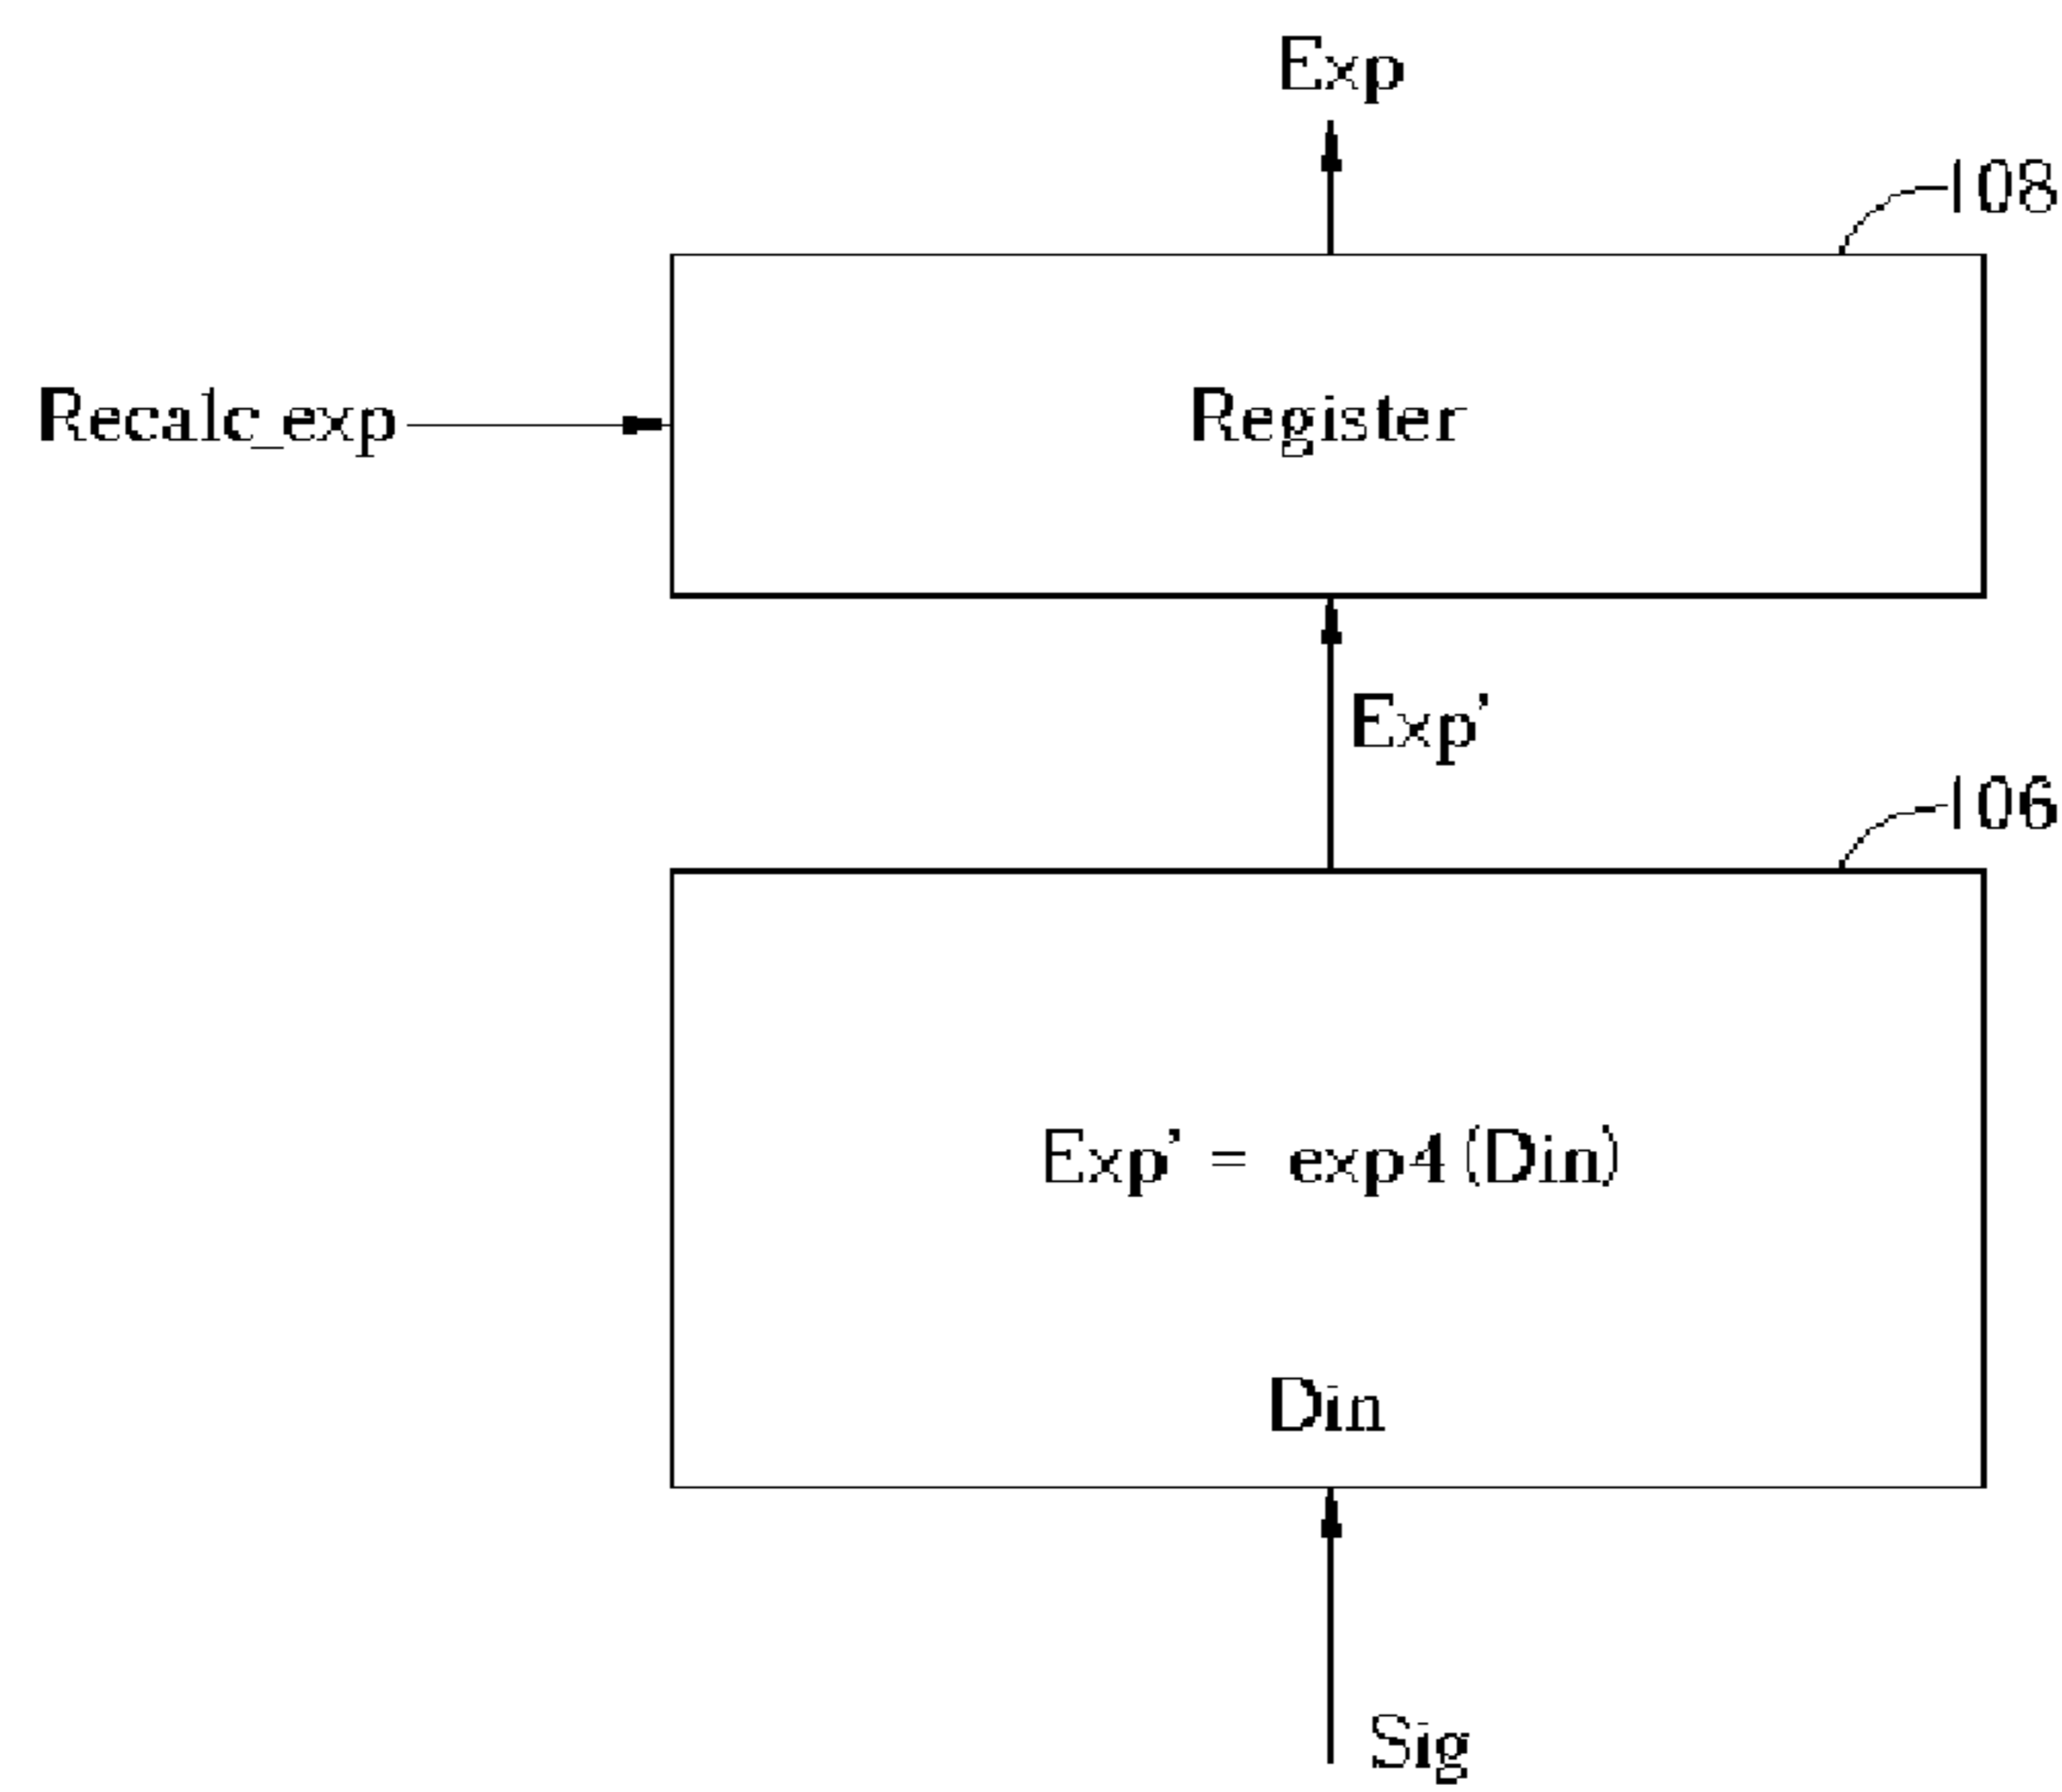 Exp
108
Recalc_exp
Register
Exp'
106
Exp' = exp4 (Din)
Din
Sig